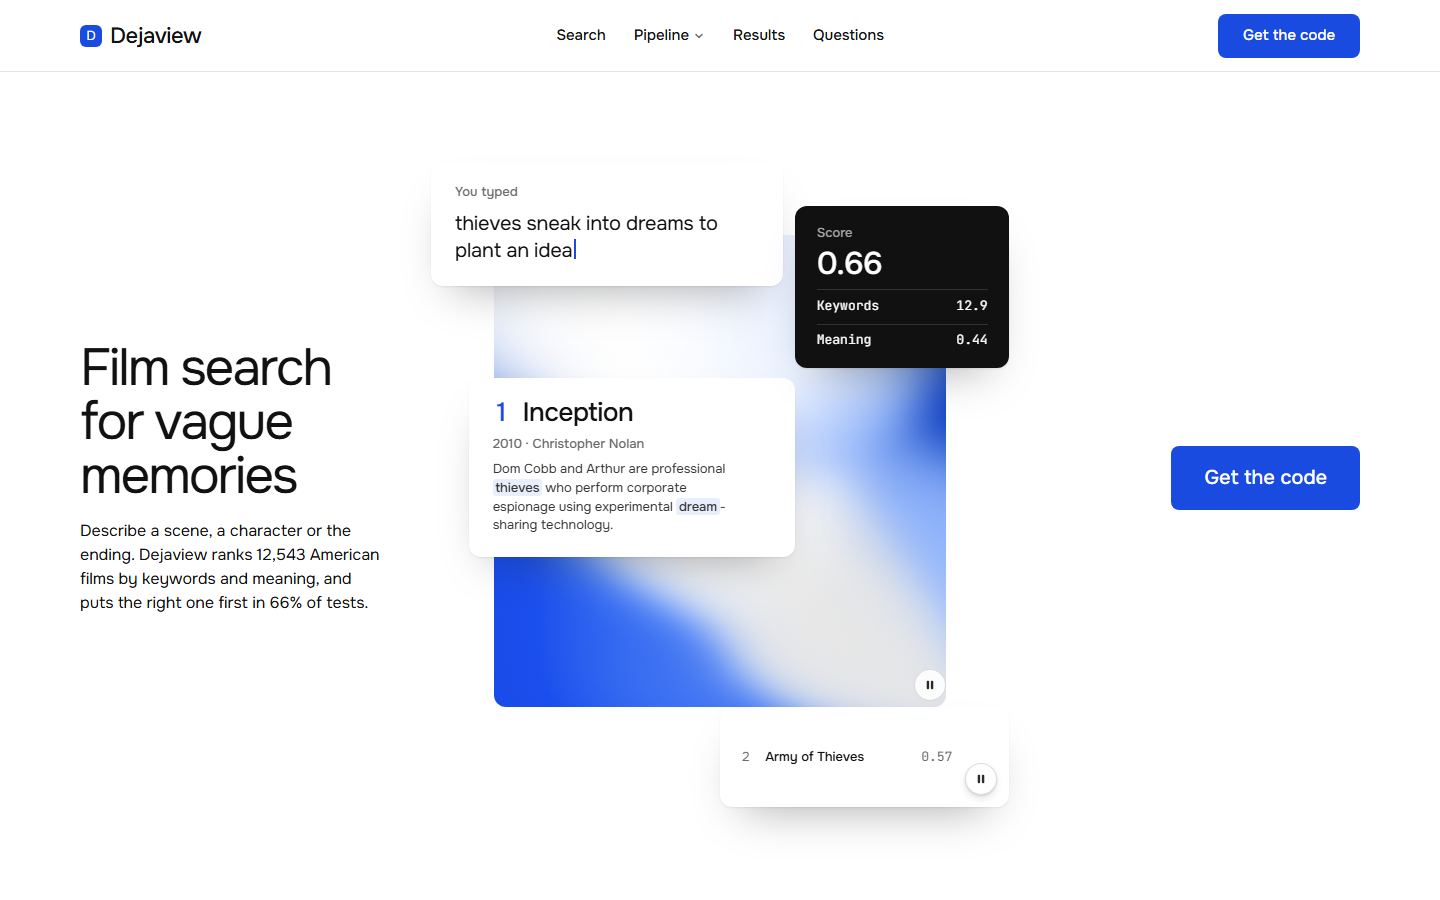 D Dejaview
Search
Pipeline
Results
Questions
Get the code
You typed
thieves sneak into dreams to
plant an idea
Score
0.66
Keywords 12.9
Meaning 0.44
Film search
for vague
memories
Describe a scene, a character or the
ending. Dejaview ranks 12,543 American
films by keywords and meaning, and
puts the right one first in 66% of tests.
1 Inception
2010 · Christopher Nolan
Dom Cobb and Arthur are professional
thieves who perform corporate
espionage using experimental dream-
sharing technology.
Get the code
2 Army of Thieves 0.57